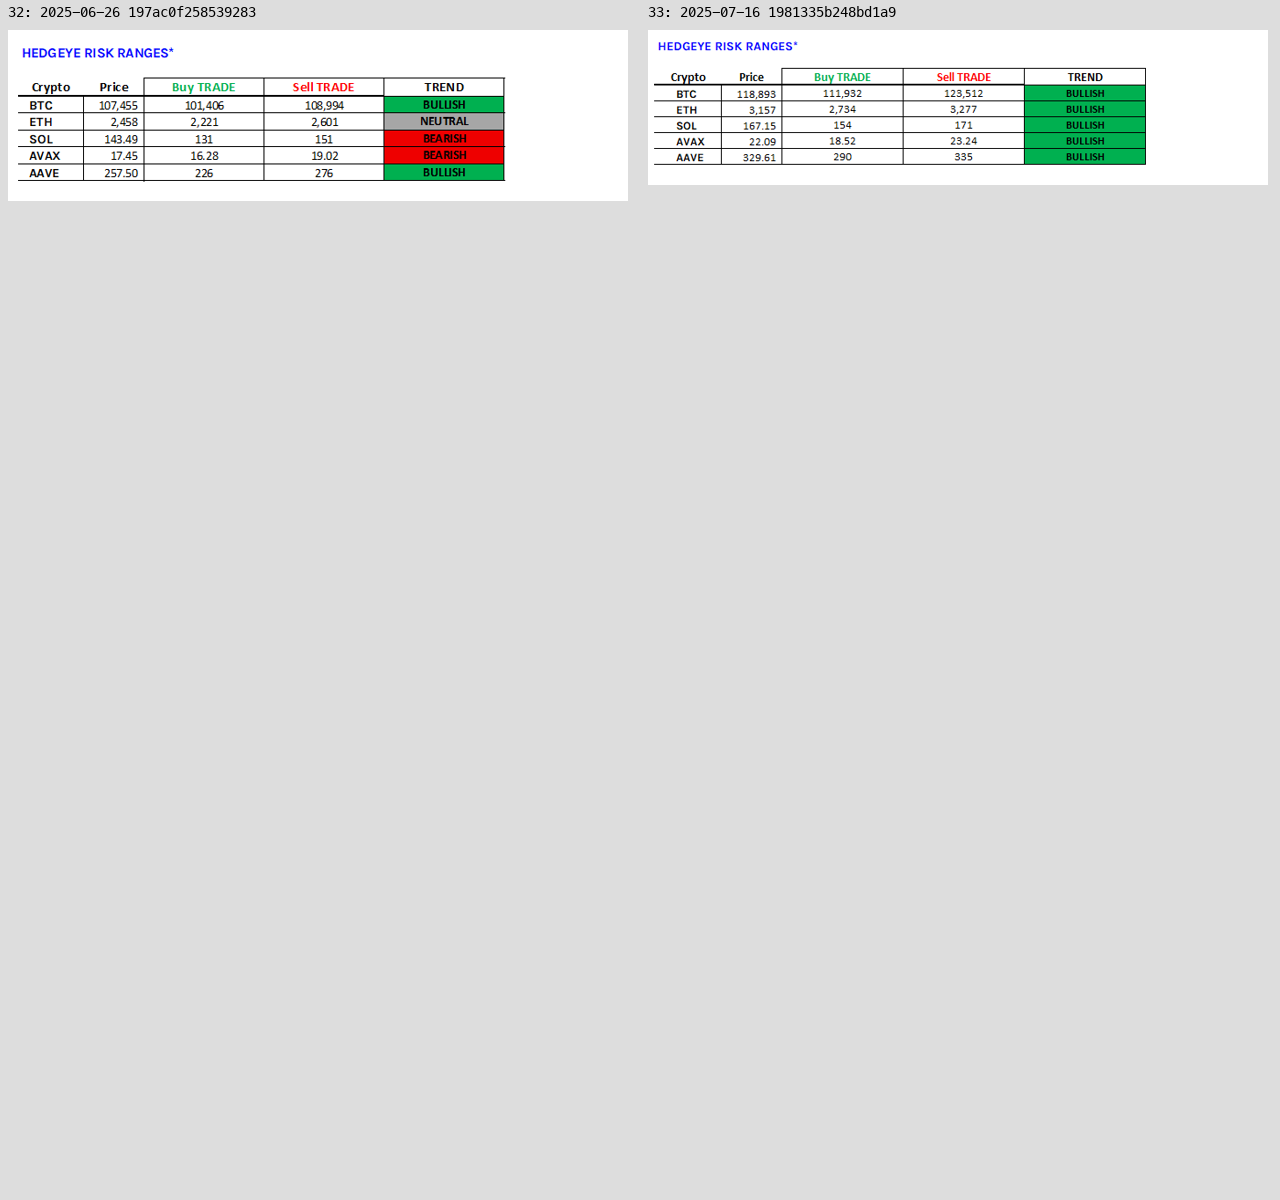 32: 2025-06-26 197ac0f258539283
HEDGEYE RISK RANGES*
Crypto Price Buy TRADE Sell TRADE TREND
BTC 107,455 101,406 108,994 BULLISH
ETH 2,458 2,221 2,601 NEUTRAL
SOL 143.49 131 151 BEARISH
AVAX 17.45 16.28 19.02 BEARISH
AAVE 257.50 226 276 BULLISH
33: 2025-07-16 1981335b248bd1a9
HEDGEYE RISK RANGES*
Crypto Price Buy TRADE Sell TRADE TREND
BTC 118,893 111,932 123,512 BULLISH
ETH 3,157 2,734 3,277 BULLISH
SOL 167.15 154 171 BULLISH
AVAX 22.09 18.52 23.24 BULLISH
AAVE 329.61 290 335 BULLISH